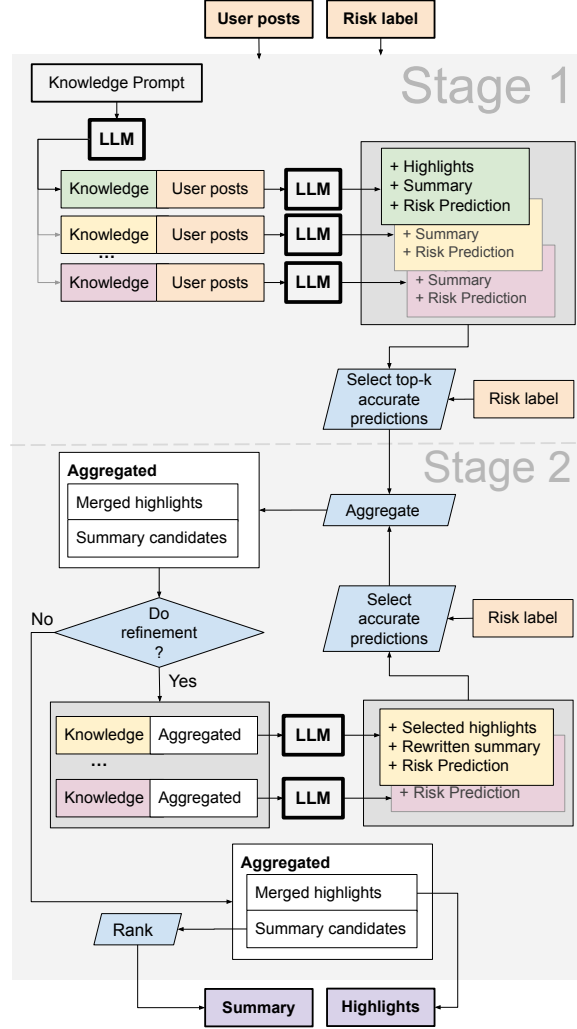 User posts
Risk label
Stage 1
Knowledge Prompt
LLM
Knowledge
User posts
LLM
+ Highlights
+ Summary
+ Risk Prediction
Knowledge
User posts
LLM
+ Summary
+ Risk Prediction
...
Knowledge
User posts
LLM
+ Summary
+ Risk Prediction
Select top-k
accurate
predictions
Risk label
Stage 2
Aggregated
Merged highlights
Summary candidates
Aggregate
Do
refinement
?
No
Yes
Select
accurate
predictions
Risk label
Knowledge
Aggregated
LLM
+ Selected highlights
+ Rewritten summary
+ Risk Prediction
...
Knowledge
Aggregated
LLM
+ Risk Prediction
Aggregated
Merged highlights
Summary candidates
Rank
Summary
Highlights